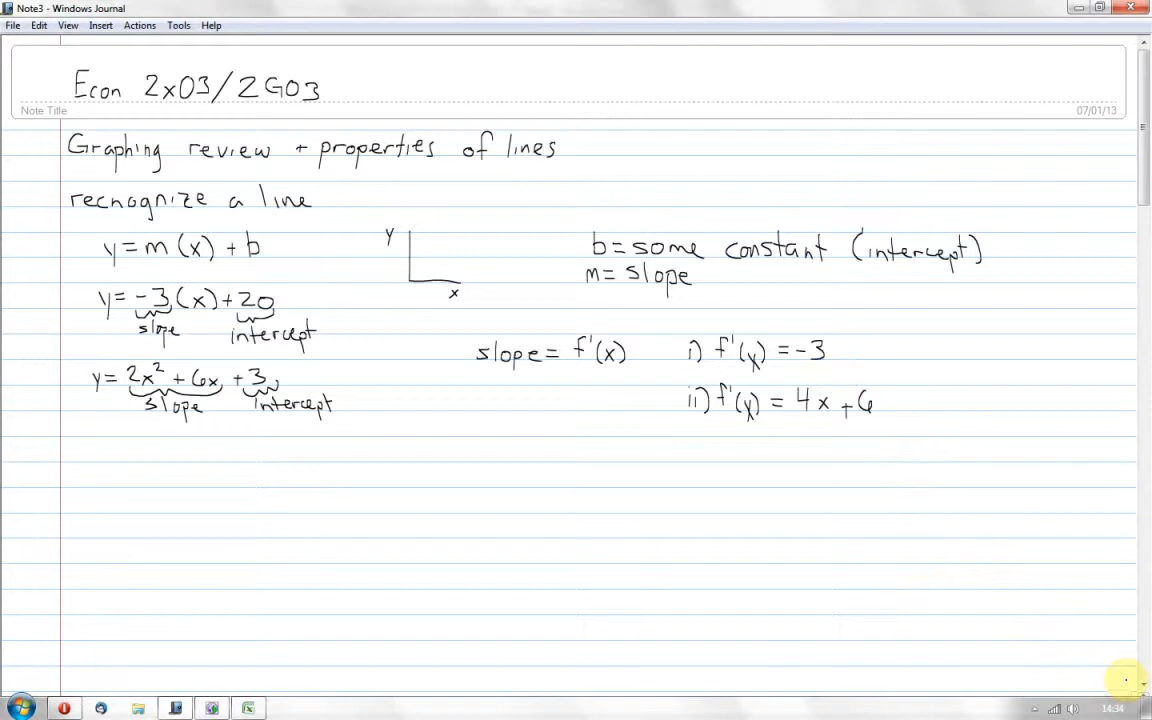 Note3 - Windows Journal
File Edit View Insert Actions Tools Help
Econ 2x03/2G03
Note Title
07/01/13
Graphing review + properties of lines
recnognize a line
y = m (x) + b
y
x
b = some constant (intercept)
m = slope
y = -3 (x) + 20
slope
intercept
slope = f'(x)
i) f'(x) = -3
y = 2x² + 6x + 3
slope
intercept
ii) f'(x) = 4x + 6
14:34